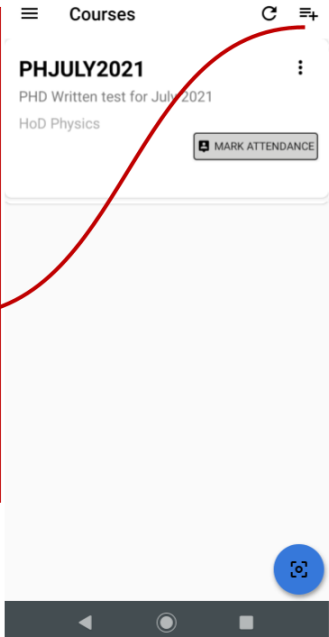 Courses
PHJULY2021
PHD Written test for July 2021
HoD Physics
MARK ATTENDANCE